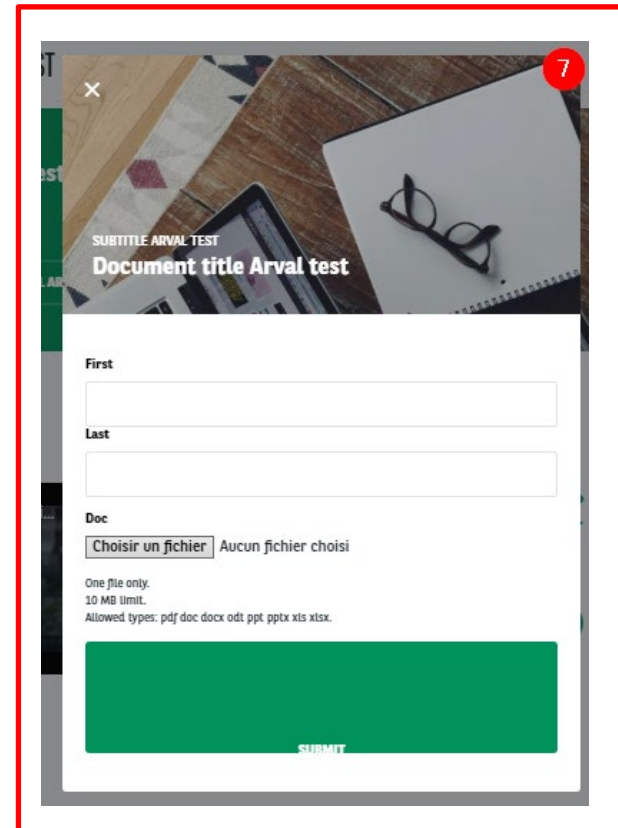 ST
7
SUBTITLE ARVAL TEST
Document title Arval test
First
Last
Doc
Choisir un fichier Aucun fichier choisi
One file only.
10 MB limit.
Allowed types: pdf doc docx odt ppt pptx xls xlsx.
SUBMIT